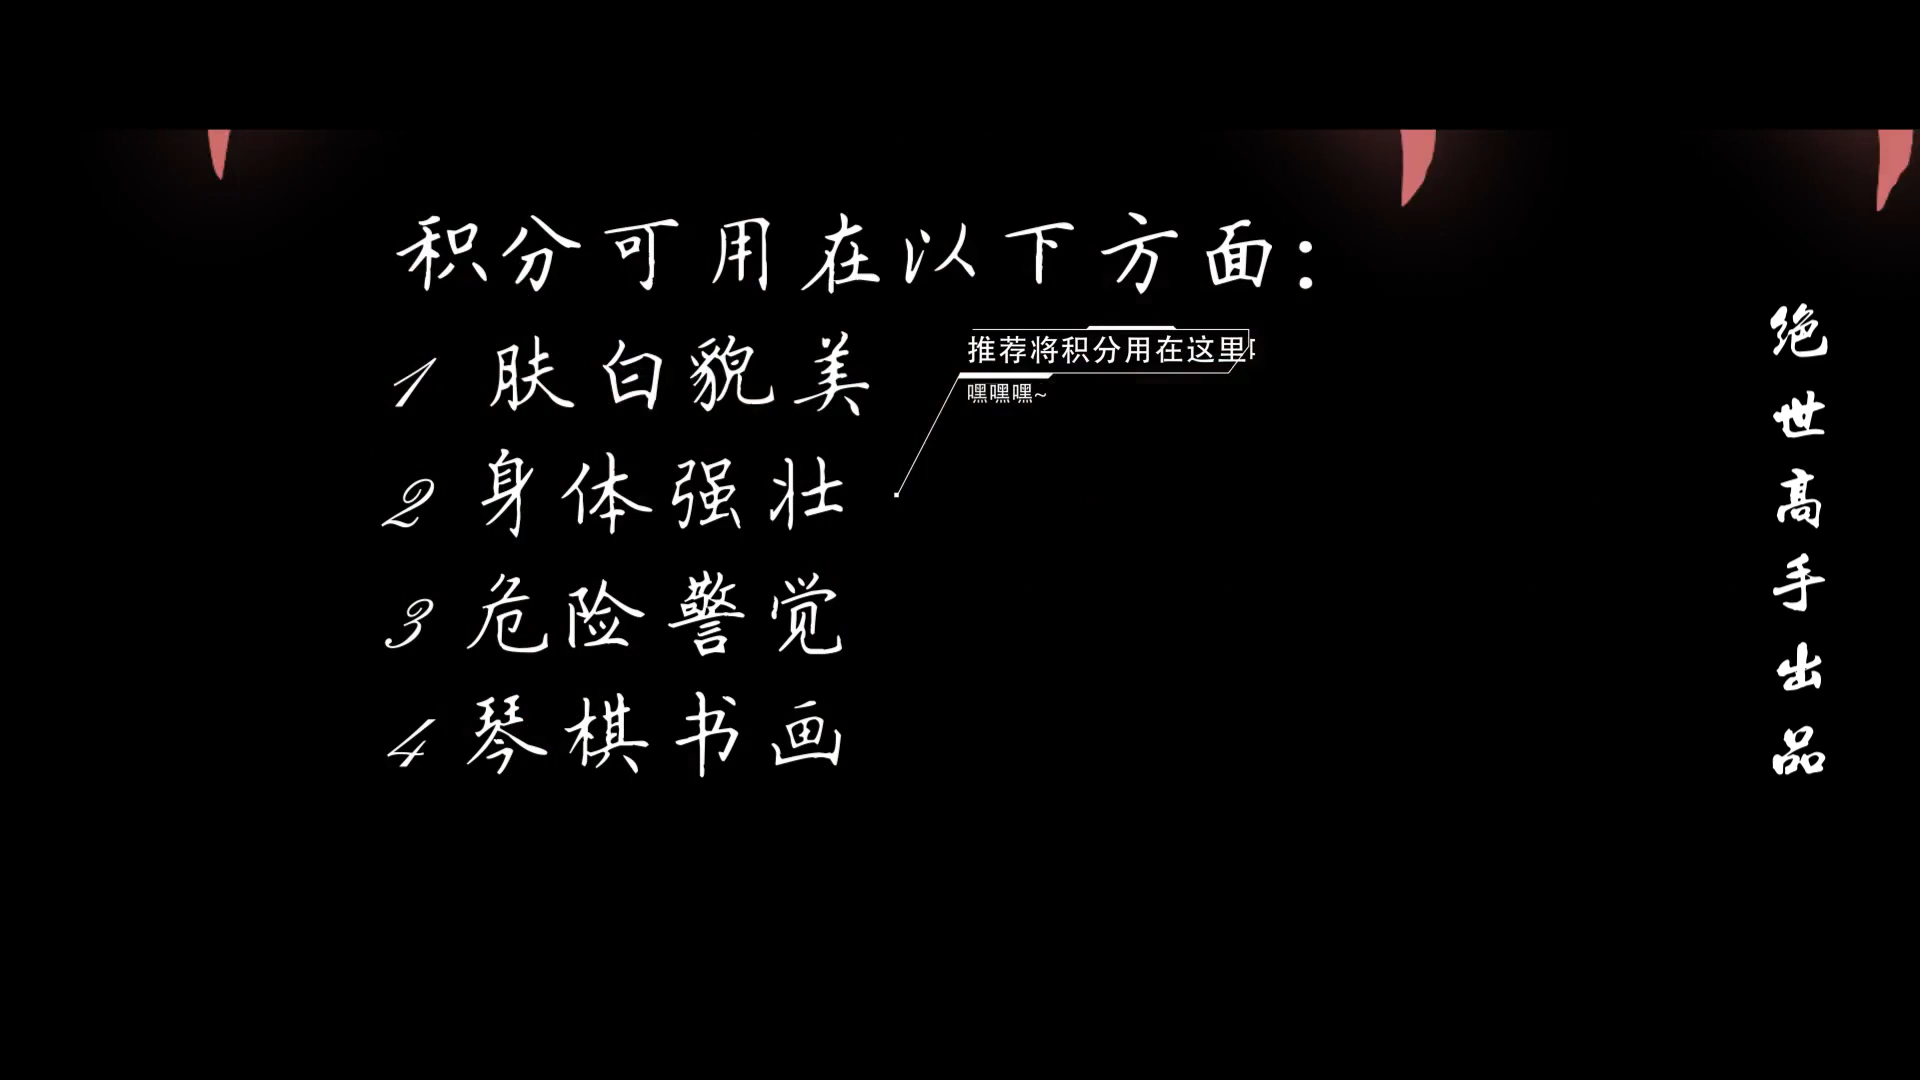 积分可用在以下方面：
1 肤白貌美
推荐将积分用在这里
嘿嘿嘿~
2 身体强壮
3 危险警觉
4 琴棋书画
绝世高手出品